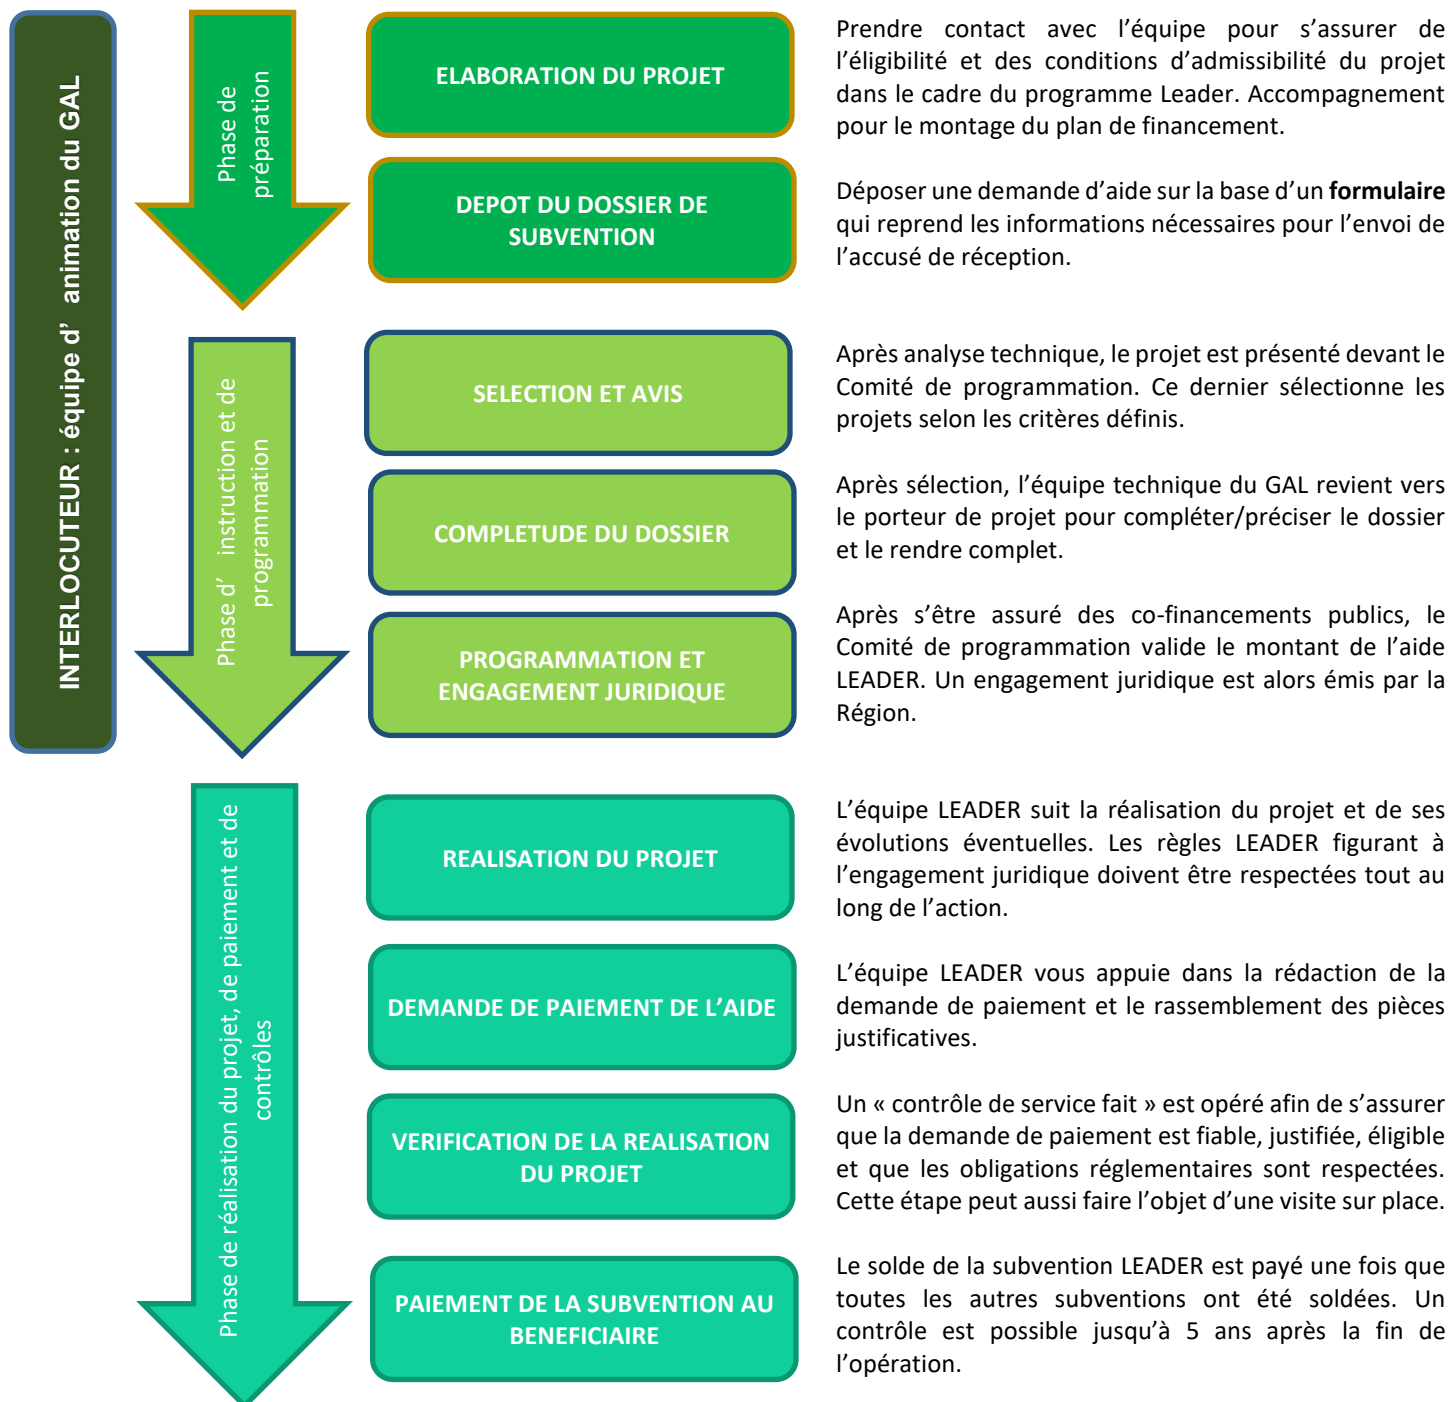 INTERLOCUTEUR : équipe d’ animation du GAL
Phase de
préparation
ELABORATION DU PROJET
Prendre contact avec l’équipe pour s’assurer de
l’éligibilité et des conditions d’admissibilité du projet
dans le cadre du programme Leader. Accompagnement
pour le montage du plan de financement.
DEPOT DU DOSSIER DE
SUBVENTION
Déposer une demande d’aide sur la base d’un formulaire
qui reprend les informations nécessaires pour l’envoi de
l’accusé de réception.
Phase d’ instruction et de
programmation
SELECTION ET AVIS
Après analyse technique, le projet est présenté devant le
Comité de programmation. Ce dernier sélectionne les
projets selon les critères définis.
COMPLETUDE DU DOSSIER
Après sélection, l’équipe technique du GAL revient vers
le porteur de projet pour compléter/préciser le dossier
et le rendre complet.
PROGRAMMATION ET
ENGAGEMENT JURIDIQUE
Après s’être assuré des co-financements publics, le
Comité de programmation valide le montant de l’aide
LEADER. Un engagement juridique est alors émis par la
Région.
Phase de réalisation du projet, de paiement et de
contrôles
REALISATION DU PROJET
L’équipe LEADER suit la réalisation du projet et de ses
évolutions éventuelles. Les règles LEADER figurant à
l’engagement juridique doivent être respectées tout au
long de l’action.
DEMANDE DE PAIEMENT DE L’AIDE
L’équipe LEADER vous appuie dans la rédaction de la
demande de paiement et le rassemblement des pièces
justificatives.
VERIFICATION DE LA REALISATION
DU PROJET
Un « contrôle de service fait » est opéré afin de s’assurer
que la demande de paiement est fiable, justifiée, éligible
et que les obligations réglementaires sont respectées.
Cette étape peut aussi faire l’objet d’une visite sur place.
PAIEMENT DE LA SUBVENTION AU
BENEFICIAIRE
Le solde de la subvention LEADER est payé une fois que
toutes les autres subventions ont été soldées. Un
contrôle est possible jusqu’à 5 ans après la fin de
l’opération.